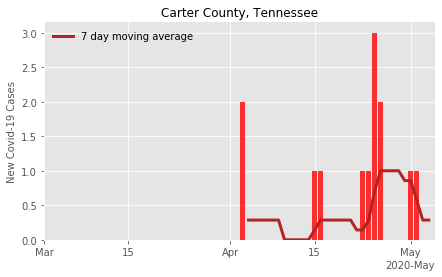 Carter County, Tennessee
7 day moving average
New Covid-19 Cases
3.0
2.5
2.0
1.5
1.0
0.5
0.0
Mar 15 Apr 15 May
2020-May